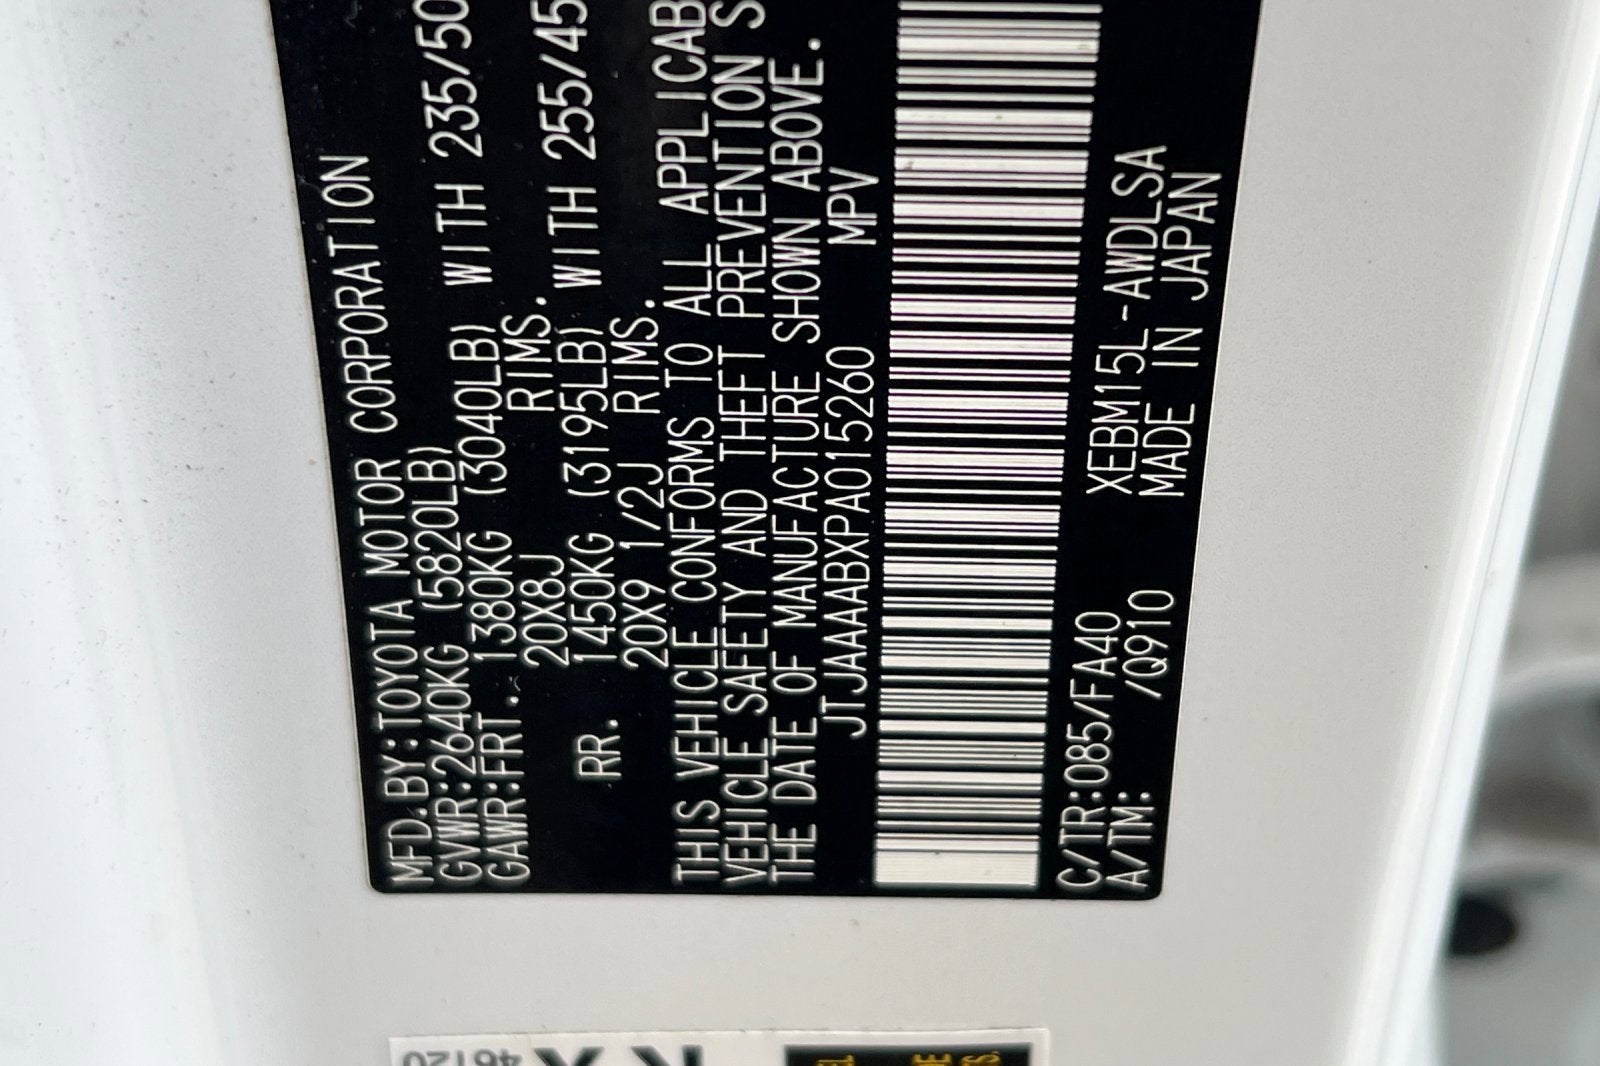 MFD.BY:TOYOTA MOTOR CORPORATION
GVWR:2640KG (5820LB)
GAWR:FRT. 1380KG (3040LB) WITH 235/50
20X8J RIMS.
RR. 1450KG (3195LB) WITH 255/45
20X9 1/2J RIMS.
THIS VEHICLE CONFORMS TO ALL APPLICAB
VEHICLE SAFETY AND THEFT PREVENTION S
THE DATE OF MANUFACTURE SHOWN ABOVE.
JTJAAABXPA015260 MPV
C/TR:085/FA40 XEBM15L-AWDLSA
A/TM: /Q910 MADE IN JAPAN
46120